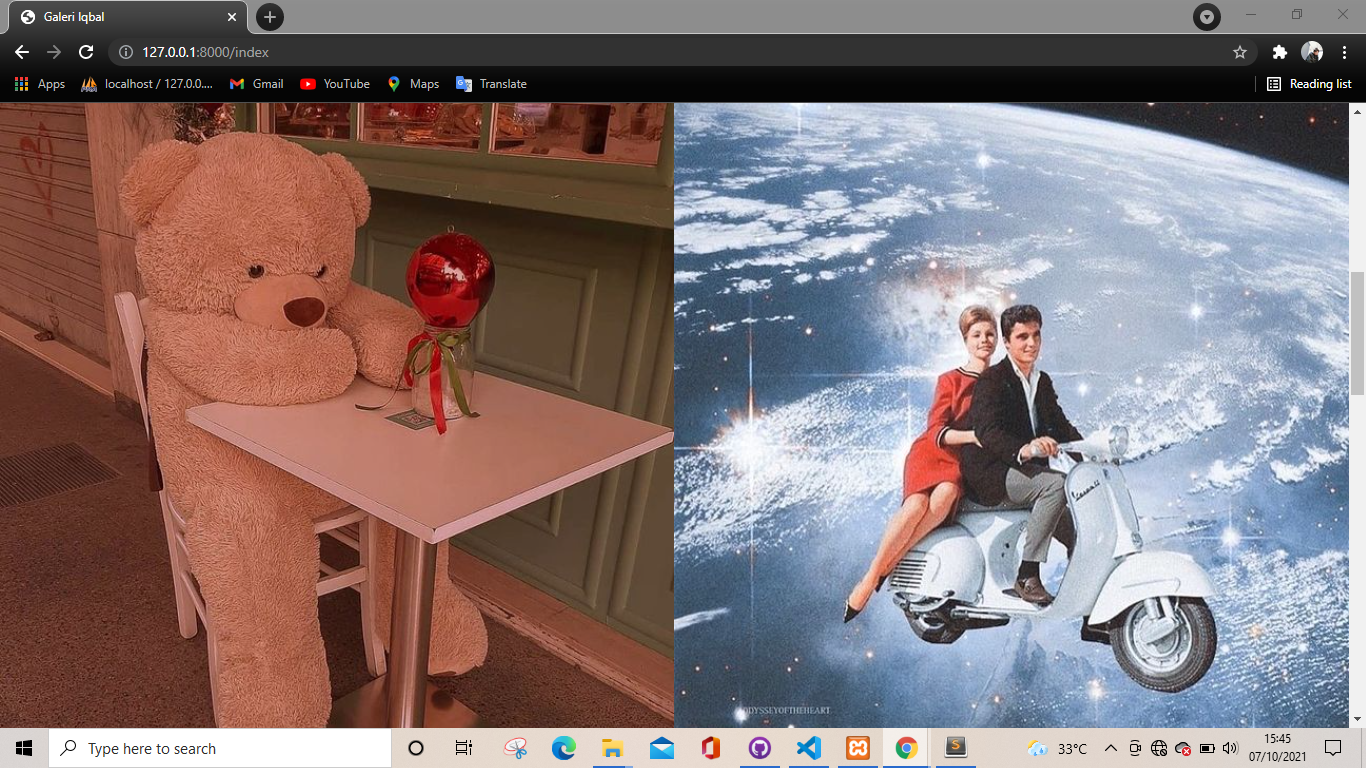 Galeri Iqbal
127.0.0.1:8000/index
Apps
localhost / 127.0.0....
Gmail
YouTube
Maps
Translate
Reading list
Vespa
ODYSSEYOFTHEHEART
Type here to search
33°C
15:45
07/10/2021